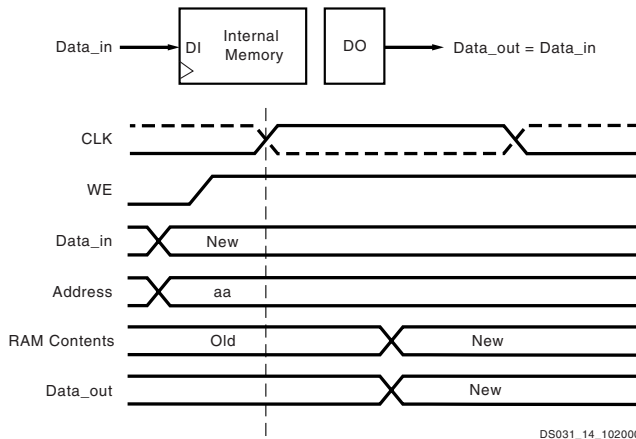 Data_in
DI
Internal
Memory
DO
Data_out = Data_in
CLK
WE
Data_in
New
Address
aa
RAM Contents
Old
New
Data_out
New
DS031_14_102000